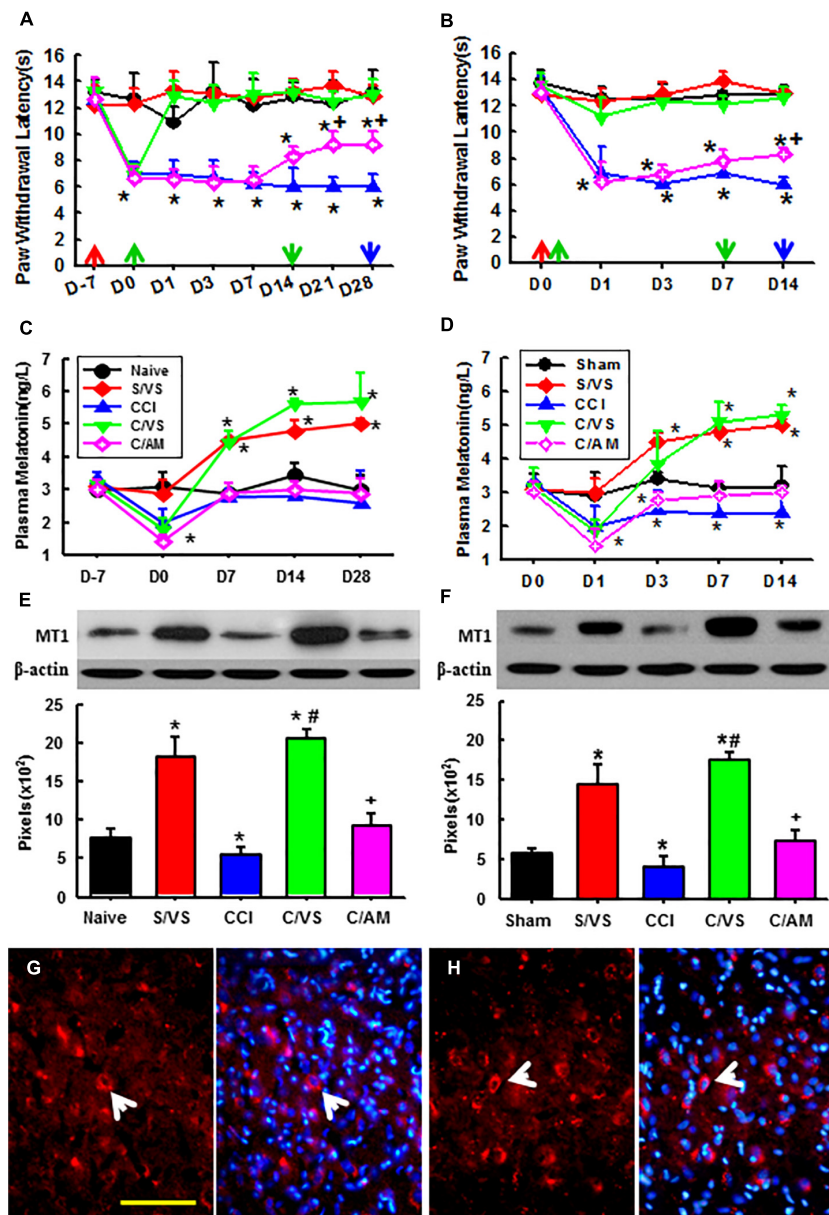 A
Paw Withdrawal Latency(s)
16
14
12
10
8
6
4
2
0
* * * * * * *
* *+ *+
D-7 D0 D1 D3 D7 D14 D21 D28
B
Paw Withdrawal Lantency(s)
16
14
12
10
8
6
4
2
0
* * * *+
* * *
D0 D1 D3 D7 D14
C
Plasma Melatonin(ng/L)
7
6
5
4
3
2
1
Naive
S/VS
CCI
C/VS
C/AM
* * *
* * *
*
D-7 D0 D7 D14 D28
D
Plasma Melatonin(ng/L)
7
6
5
4
3
2
1
Sham
S/VS
CCI
C/VS
C/AM
* *
* *
* * * * *
D0 D1 D3 D7 D14
E
MT1
β-actin
Pixels(x10²)
25
20
15
10
5
0
* * * # +
Naive S/VS CCI C/VS C/AM
F
MT1
β-actin
Pixels(x10²)
25
20
15
10
5
0
* * *# +
Sham S/VS CCI C/VS C/AM
G
H